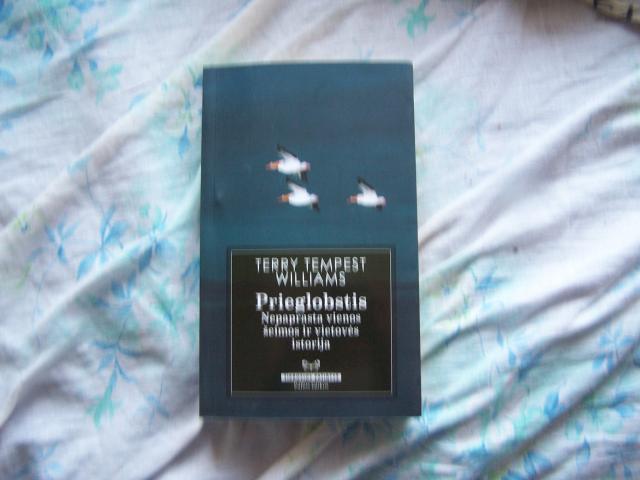 TERRY TEMPEST
WILLIAMS
Prieglobstis
Nepaprasta vienos
šeimos ir vietovės
istorija